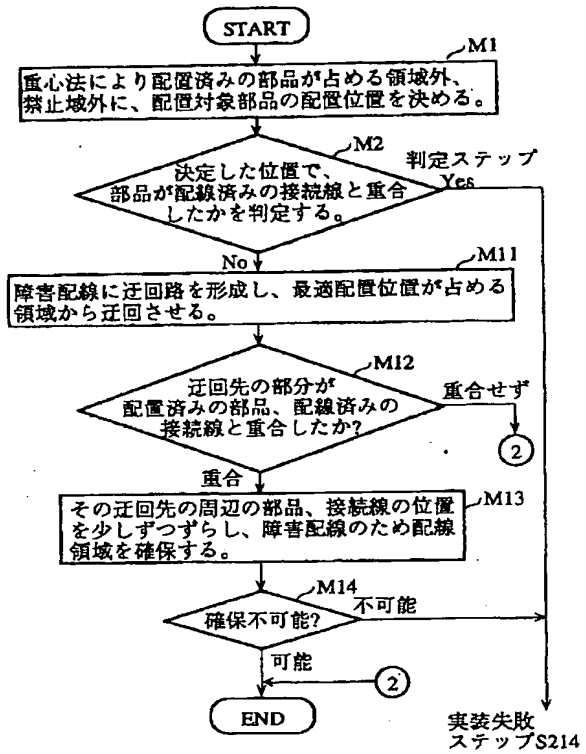 START
M1
重心法により配置済みの部品が占める領域外、
禁止域外に、配置対象部品の配置位置を決める。
M2
判定ステップ
決定した位置で、
部品が配線済みの接続線と重合
したかを判定する。
Yes
No
M11
障害配線に迂回路を形成し、最適配置位置が占める
領域から迂回させる。
M12
迂回先の部分が
配置済みの部品、配線済みの
接続線と重合したか?
重合せず
2
重合
M13
その迂回先の周辺の部品、接続線の位置
を少しずつずらし、障害配線のため配線
領域を確保する。
M14
確保不可能?
不可能
可能
2
END
実装失敗
ステップS214